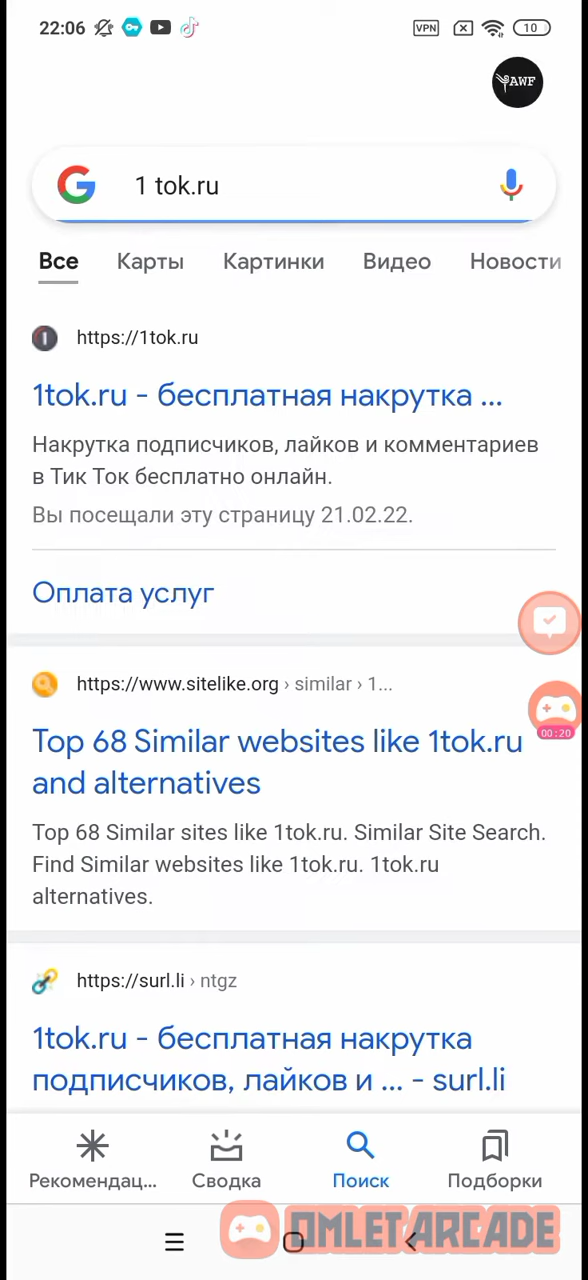 22:06
VPN
10
YAWF
1 tok.ru
Все Карты Картинки Видео Новости
https://1tok.ru
1tok.ru - бесплатная накрутка ...
Накрутка подписчиков, лайков и комментариев
в Тик Ток бесплатно онлайн.
Вы посещали эту страницу 21.02.22.
Оплата услуг
https://www.sitelike.org › similar › 1...
Top 68 Similar websites like 1tok.ru
and alternatives
00:20
Top 68 Similar sites like 1tok.ru. Similar Site Search.
Find Similar websites like 1tok.ru. 1tok.ru
alternatives.
https://surl.li › ntgz
1tok.ru - бесплатная накрутка
подписчиков, лайков и ... - surl.li
Рекомендац... Сводка Поиск Подборки
OMLET ARCADE